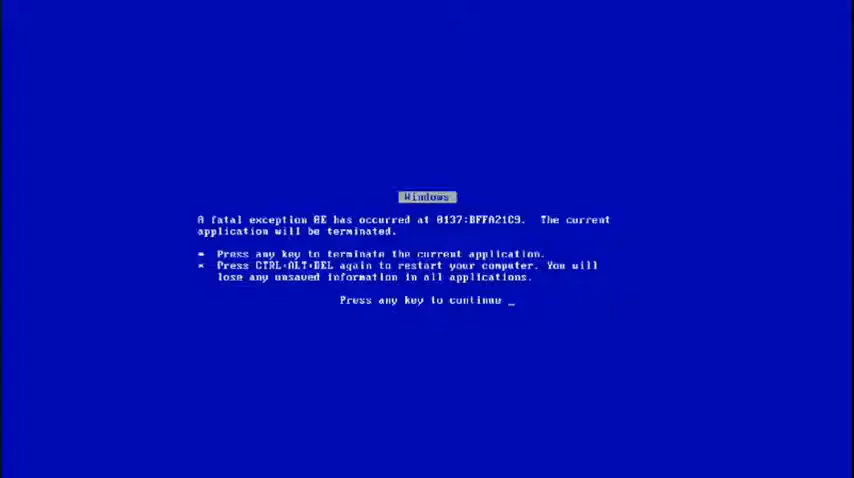 Windows
A fatal exception 0E has occurred at 0137:BFFA21C9. The current
application will be terminated.
* Press any key to terminate the current application.
* Press CTRL+ALT+DEL again to restart your computer. You will
lose any unsaved information in all applications.
Press any key to continue _